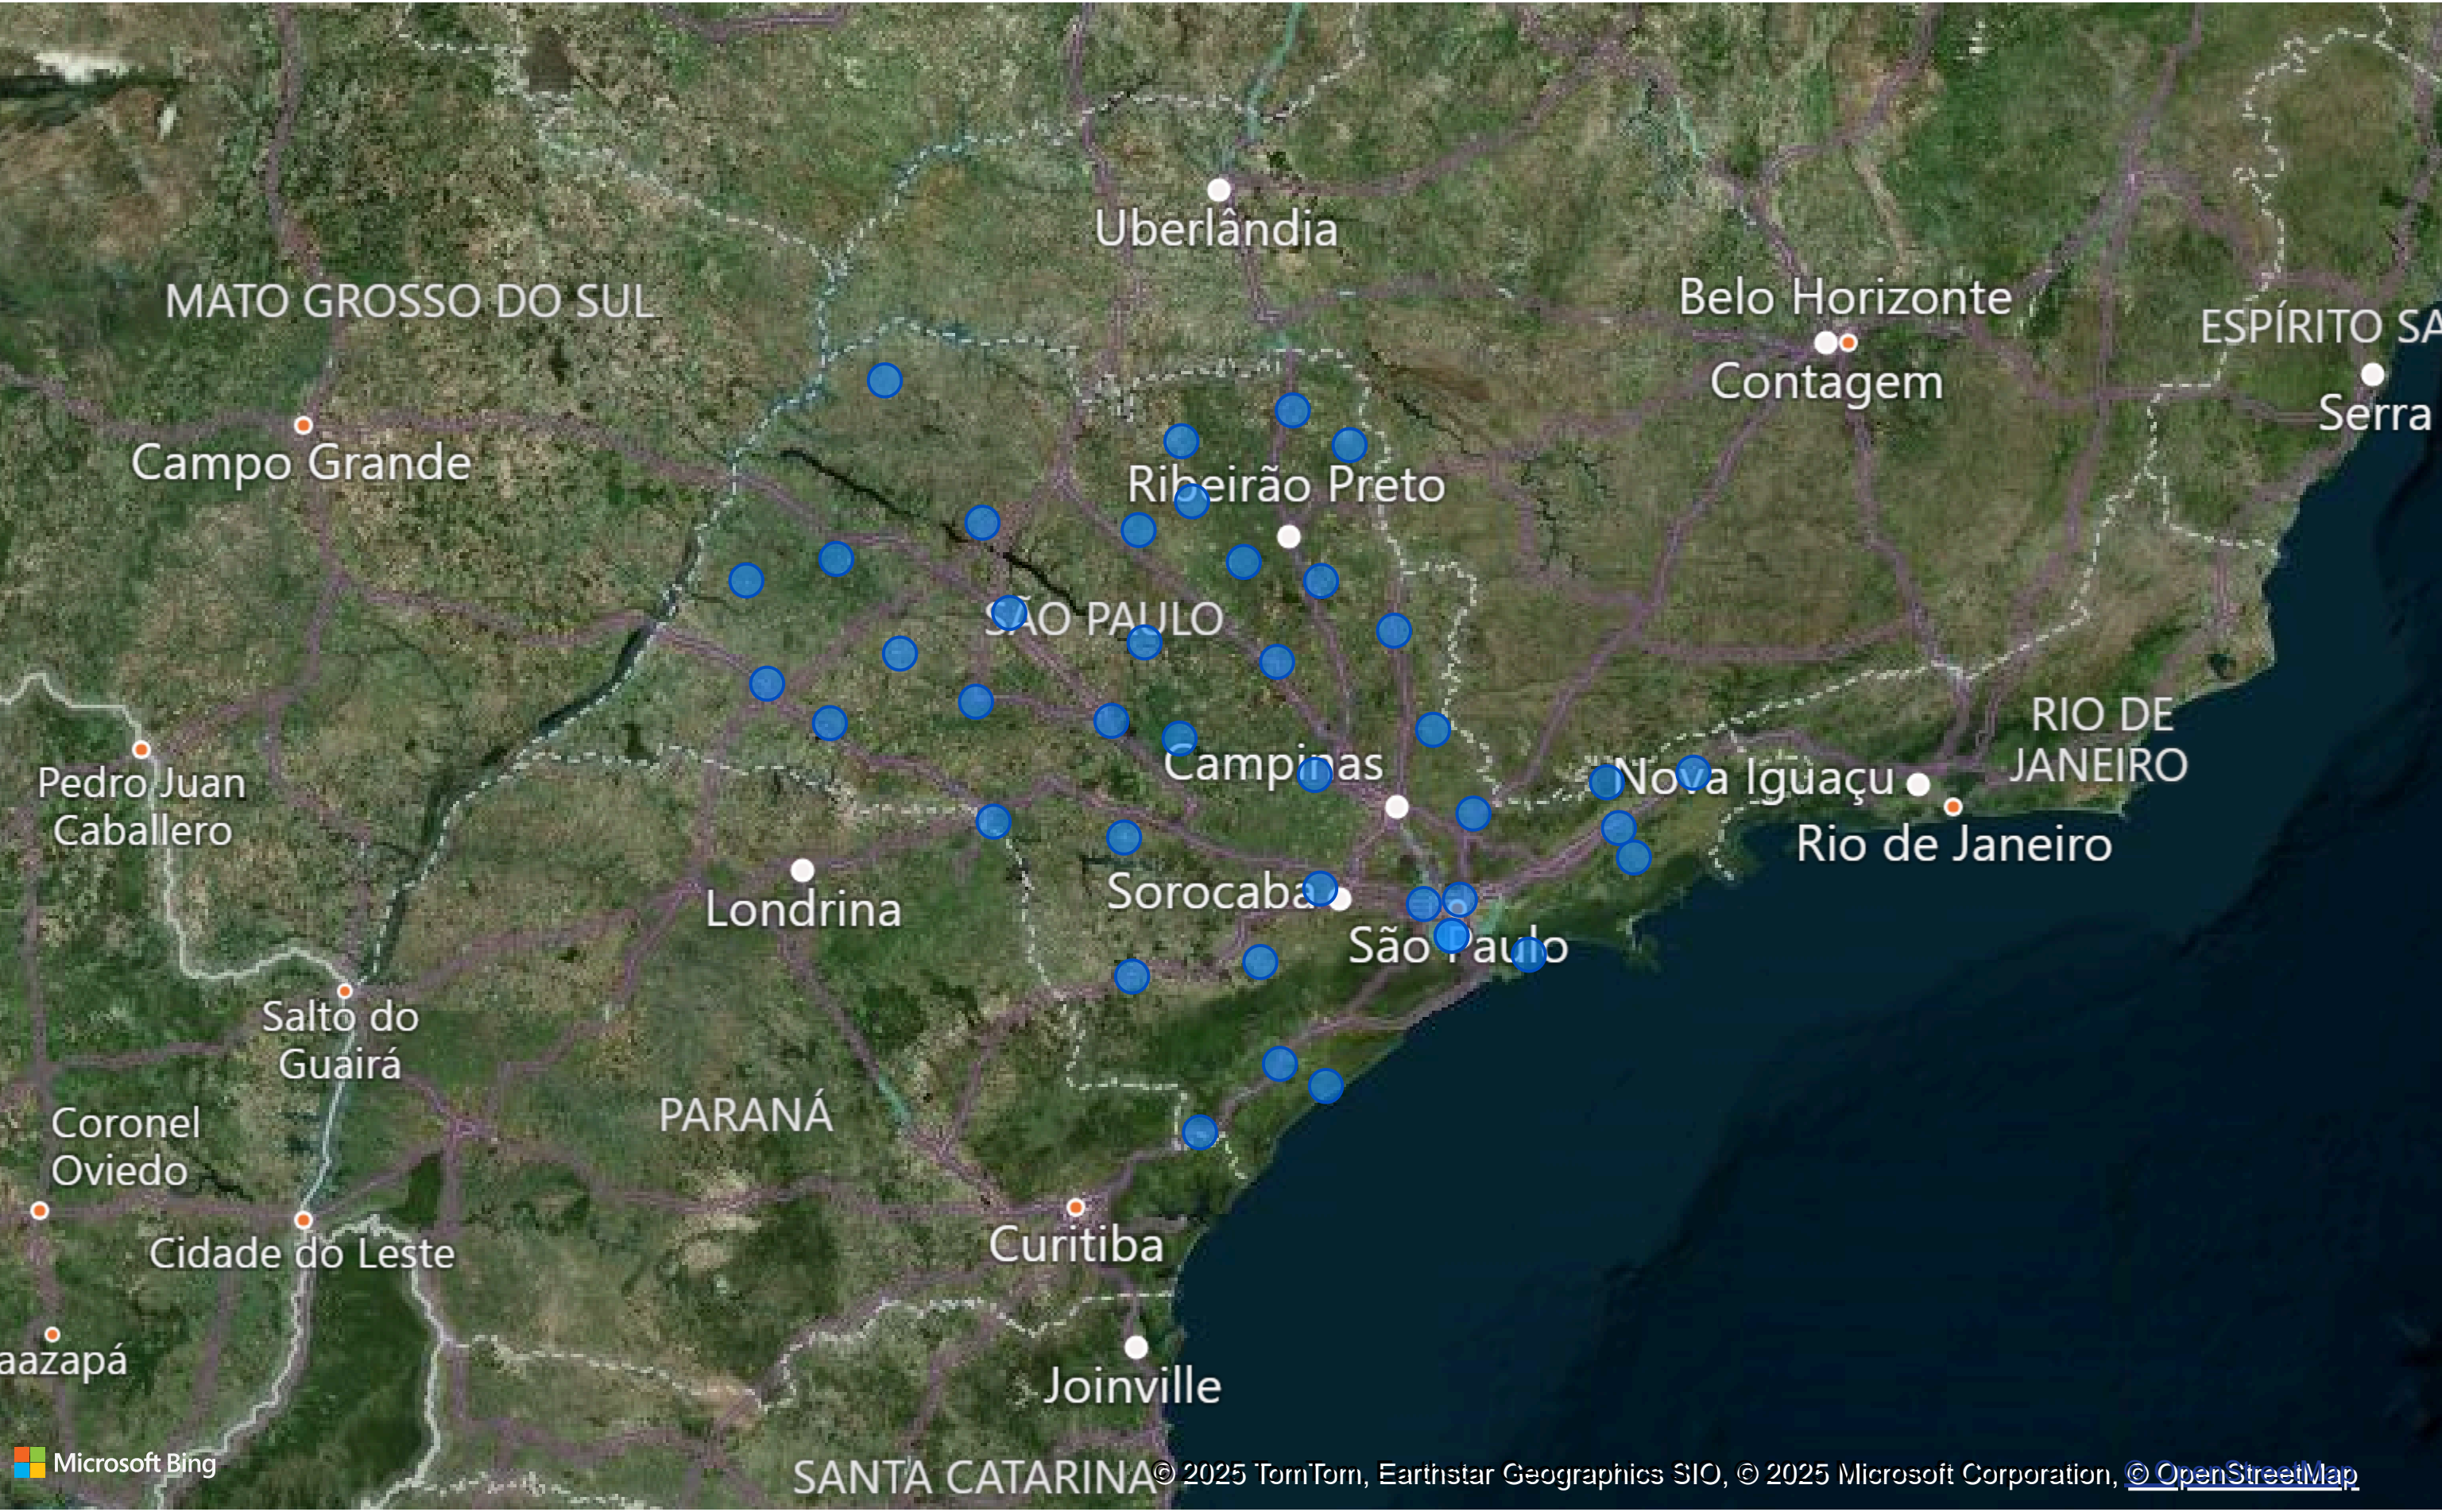 Uberlândia
MATO GROSSO DO SUL
Belo Horizonte
ESPÍRITO SA
Contagem
Serra
Campo Grande
Ribeirão Preto
SÃO PAULO
RIO DE
JANEIRO
Campinas
Nova Iguaçu
Pedro Juan
Caballero
Rio de Janeiro
Londrina
Sorocaba
São Paulo
Salto do
Guairá
PARANÁ
Coronel
Oviedo
Curitiba
Cidade do Leste
aazapá
Joinville
Microsoft Bing
SANTA CATARINA
© 2025 TomTom, Earthstar Geographics SIO, © 2025 Microsoft Corporation, © OpenStreetMap